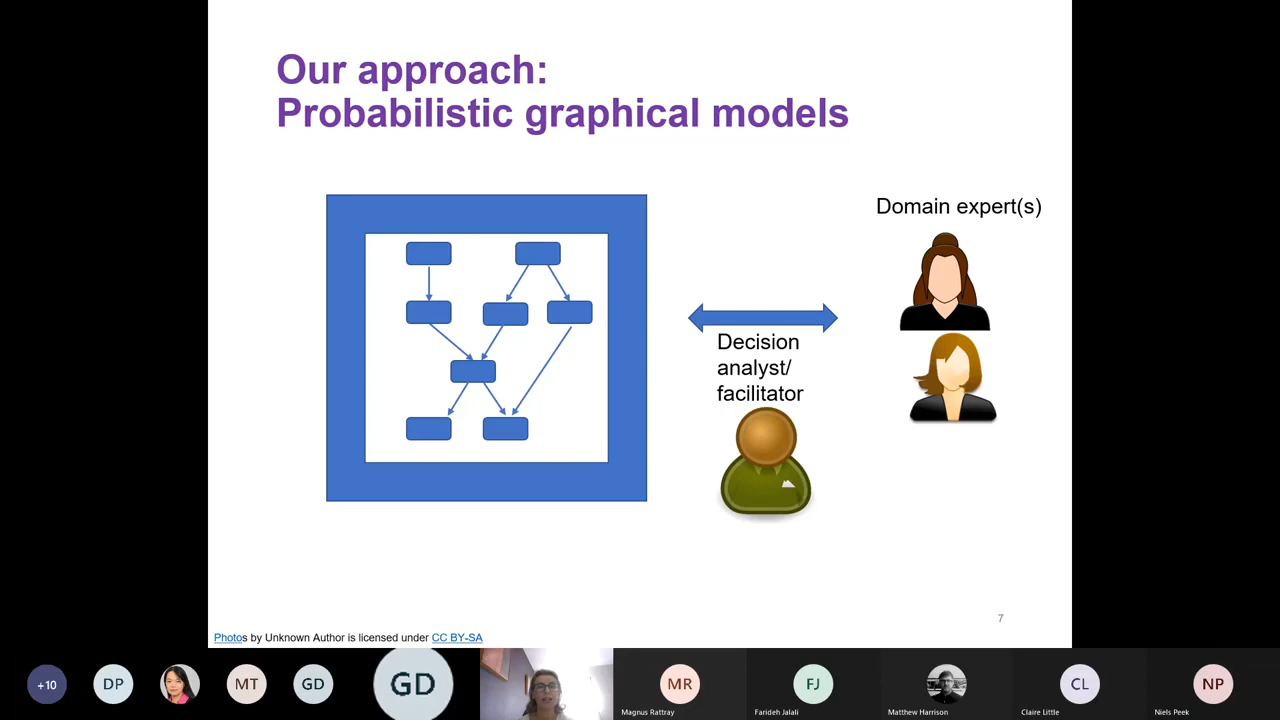 Our approach:
Probabilistic graphical models
Domain expert(s)
Decision
analyst/
facilitator
7
Photos by Unknown Author is licensed under CC BY-SA
+10
DP
MT
GD
GD
MR
FJ
CL
NP
Magnus Rattray
Farideh Jalali
Matthew Harrison
Claire Little
Niels Peek